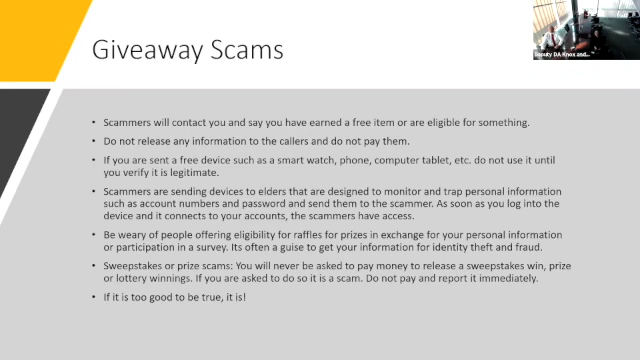 Giveaway Scams
Deputy DA Knox and...
• Scammers will contact you and say you have earned a free item or are eligible for something.
• Do not release any information to the callers and do not pay them.
• If you are sent a free device such as a smart watch, phone, computer tablet, etc. do not use it until
you verify it is legitimate.
• Scammers are sending devices to elders that are designed to monitor and trap personal information
such as account numbers and password and send them to the scammer. As soon as you log into the
device and it connects to your accounts, the scammers have access.
• Be weary of people offering eligibility for raffles for prizes in exchange for your personal information
or participation in a survey. Its often a guise to get your information for identity theft and fraud.
• Sweepstakes or prize scams: You will never be asked to pay money to release a sweepstakes win, prize
or lottery winnings. If you are asked to do so it is a scam. Do not pay and report it immediately.
• If it is too good to be true, it is!